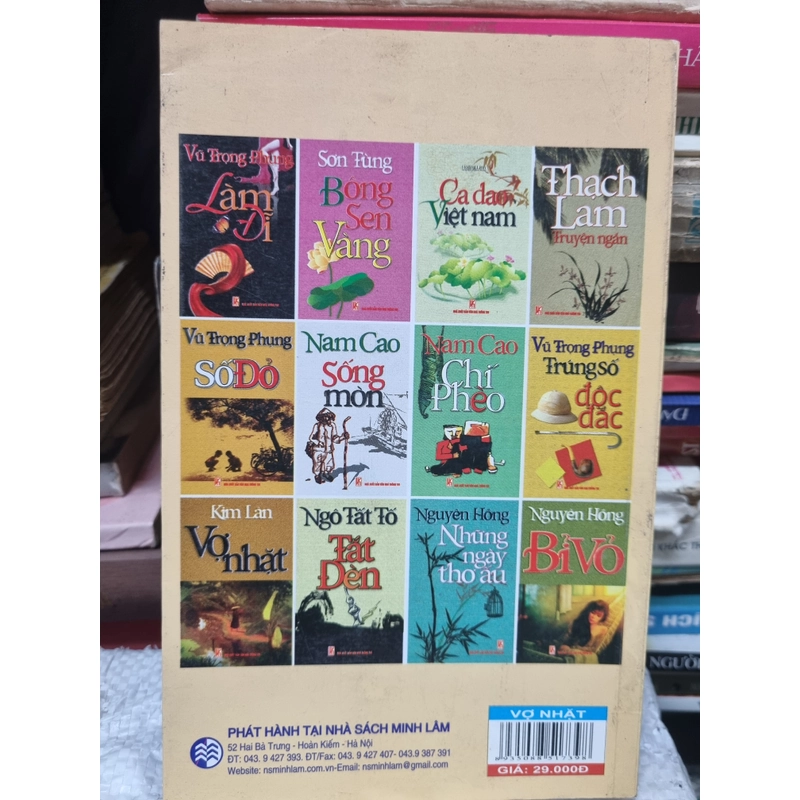 Vũ Trọng Phụng
Làm
Đĩ
Sơn Tùng
Bông
Sen
Vàng
Ca dao
Việt nam
Thạch
Lam
Truyện ngắn
Vũ Trọng Phụng
Số Đỏ
Nam Cao
Sống
mòn
Nam Cao
Chí
Phèo
Vũ Trọng Phụng
Trúng số
độc
đắc
Kim Lân
Vợ nhặt
Ngô Tất Tố
Tắt
Đèn
Nguyên Hồng
Những
ngày
thơ ấu
Nguyên Hồng
Bỉ Vỏ
PHÁT HÀNH TẠI NHÀ SÁCH MINH LÂM
52 Hai Bà Trưng - Hoàn Kiếm - Hà Nội
ĐT: 043. 9 427 393. ĐT/Fax: 043. 9 427 407- 043.9 387 391
Website: nsminhlam.com.vn-Email: nsminhlam@gmail.com
VỢ NHẶT
8935088517398
GIÁ: 29.000Đ
NGƯỜ